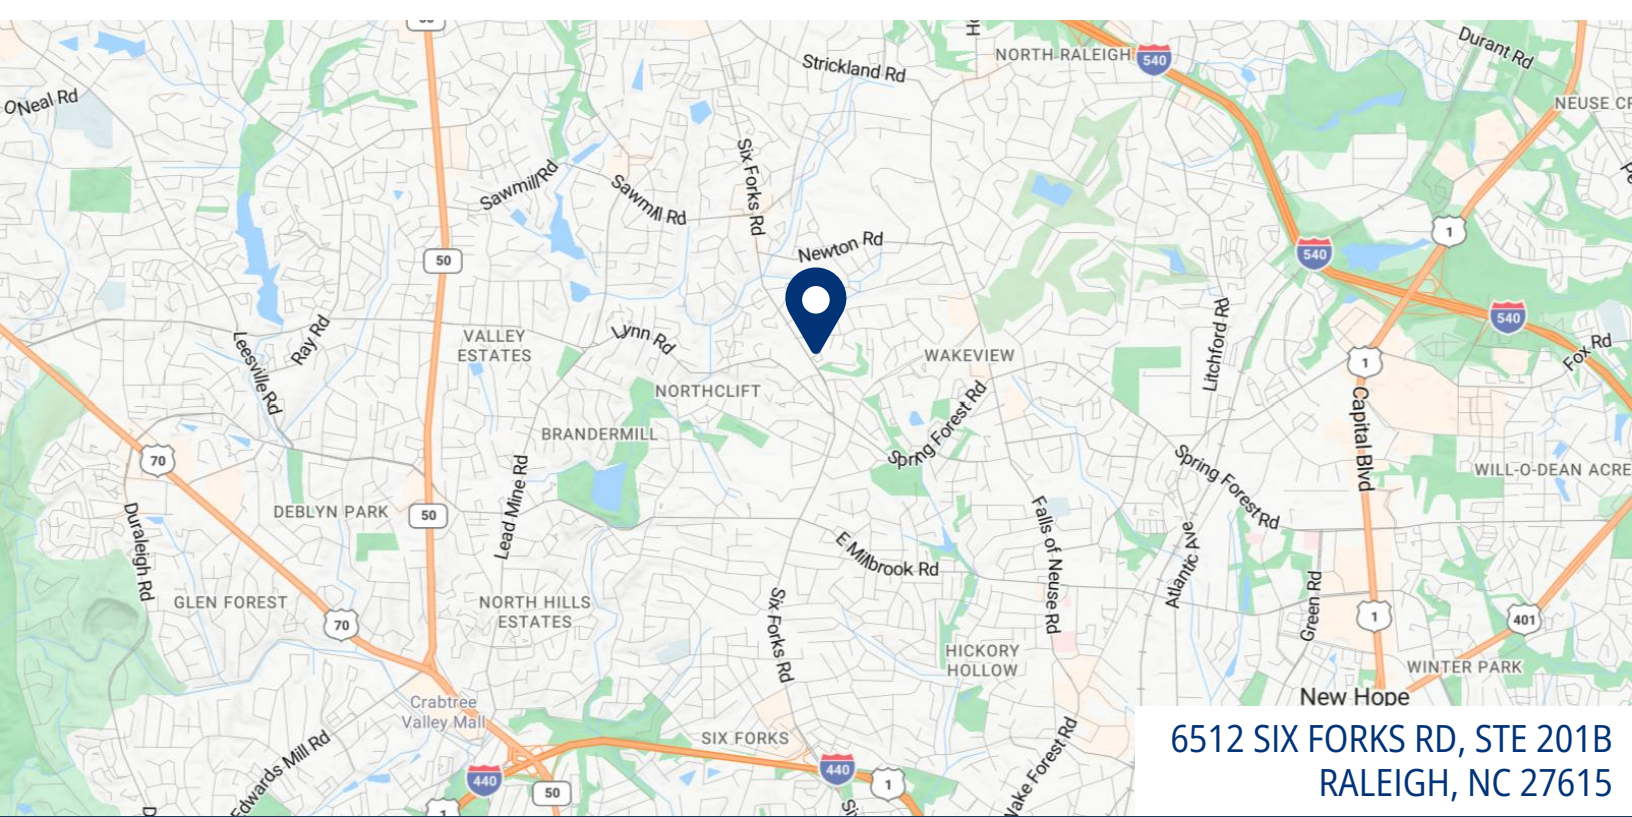 Strickland Rd
NORTH RALEIGH
540
Durant Rd
ONeal Rd
NEUSE CR
Six Forks Rd
Sawmill Rd
Sawmill Rd
Newton Rd
1
50
540
540
Leesville Rd
Ray Rd
VALLEY
ESTATES
Lynn Rd
WAKEVIEW
Litchford Rd
1
Fox Rd
NORTHCLIFT
Capital Blvd
BRANDERMILL
Spring Forest Rd
70
Spring Forest Rd
WILL-O-DEAN ACRE
DEBLYN PARK
50
Lead Mine Rd
Duraleigh Rd
E Millbrook Rd
Falls of Neuse Rd
Atlantic Ave
Green Rd
GLEN FOREST
70
NORTH HILLS
ESTATES
Six Forks Rd
1
401
HICKORY
HOLLOW
WINTER PARK
New Hope
Crabtree
Valley Mall
SIX FORKS
Edwards Mill Rd
440
50
440
1
Wake Forest Rd
1
6512 SIX FORKS RD, STE 201B
RALEIGH, NC 27615